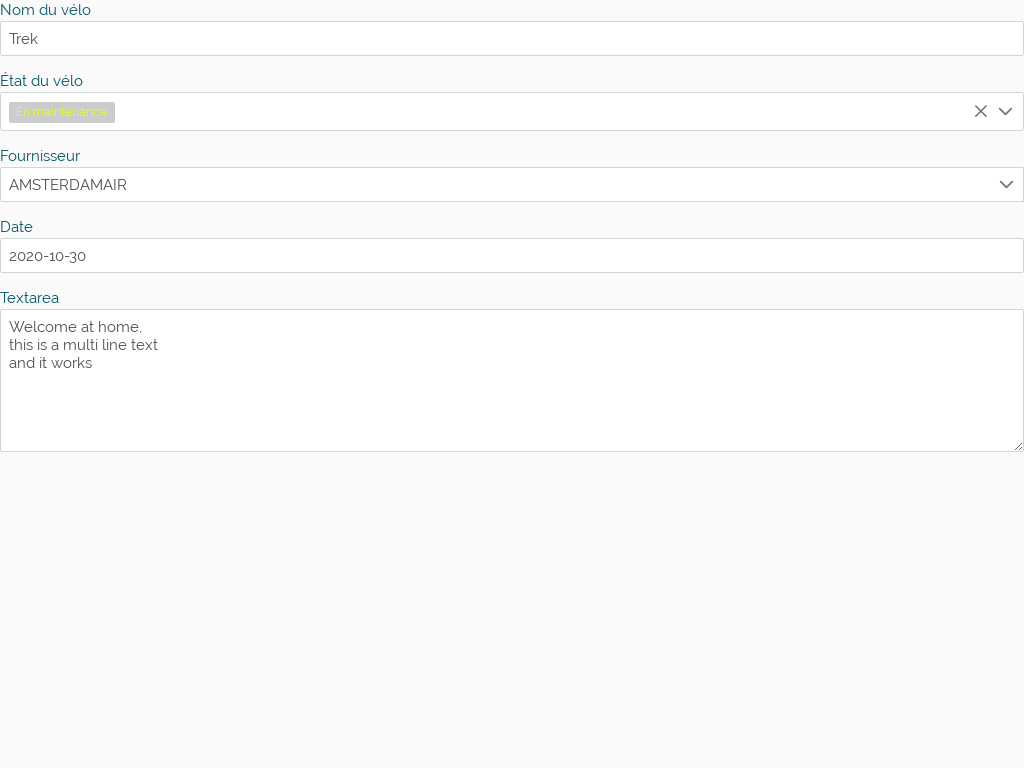 Nom du vélo
Trek
État du vélo
En maintenance
Fournisseur
AMSTERDAMAIR
Date
2020-10-30
Textarea
Welcome at home,
this is a multi line text
and it works